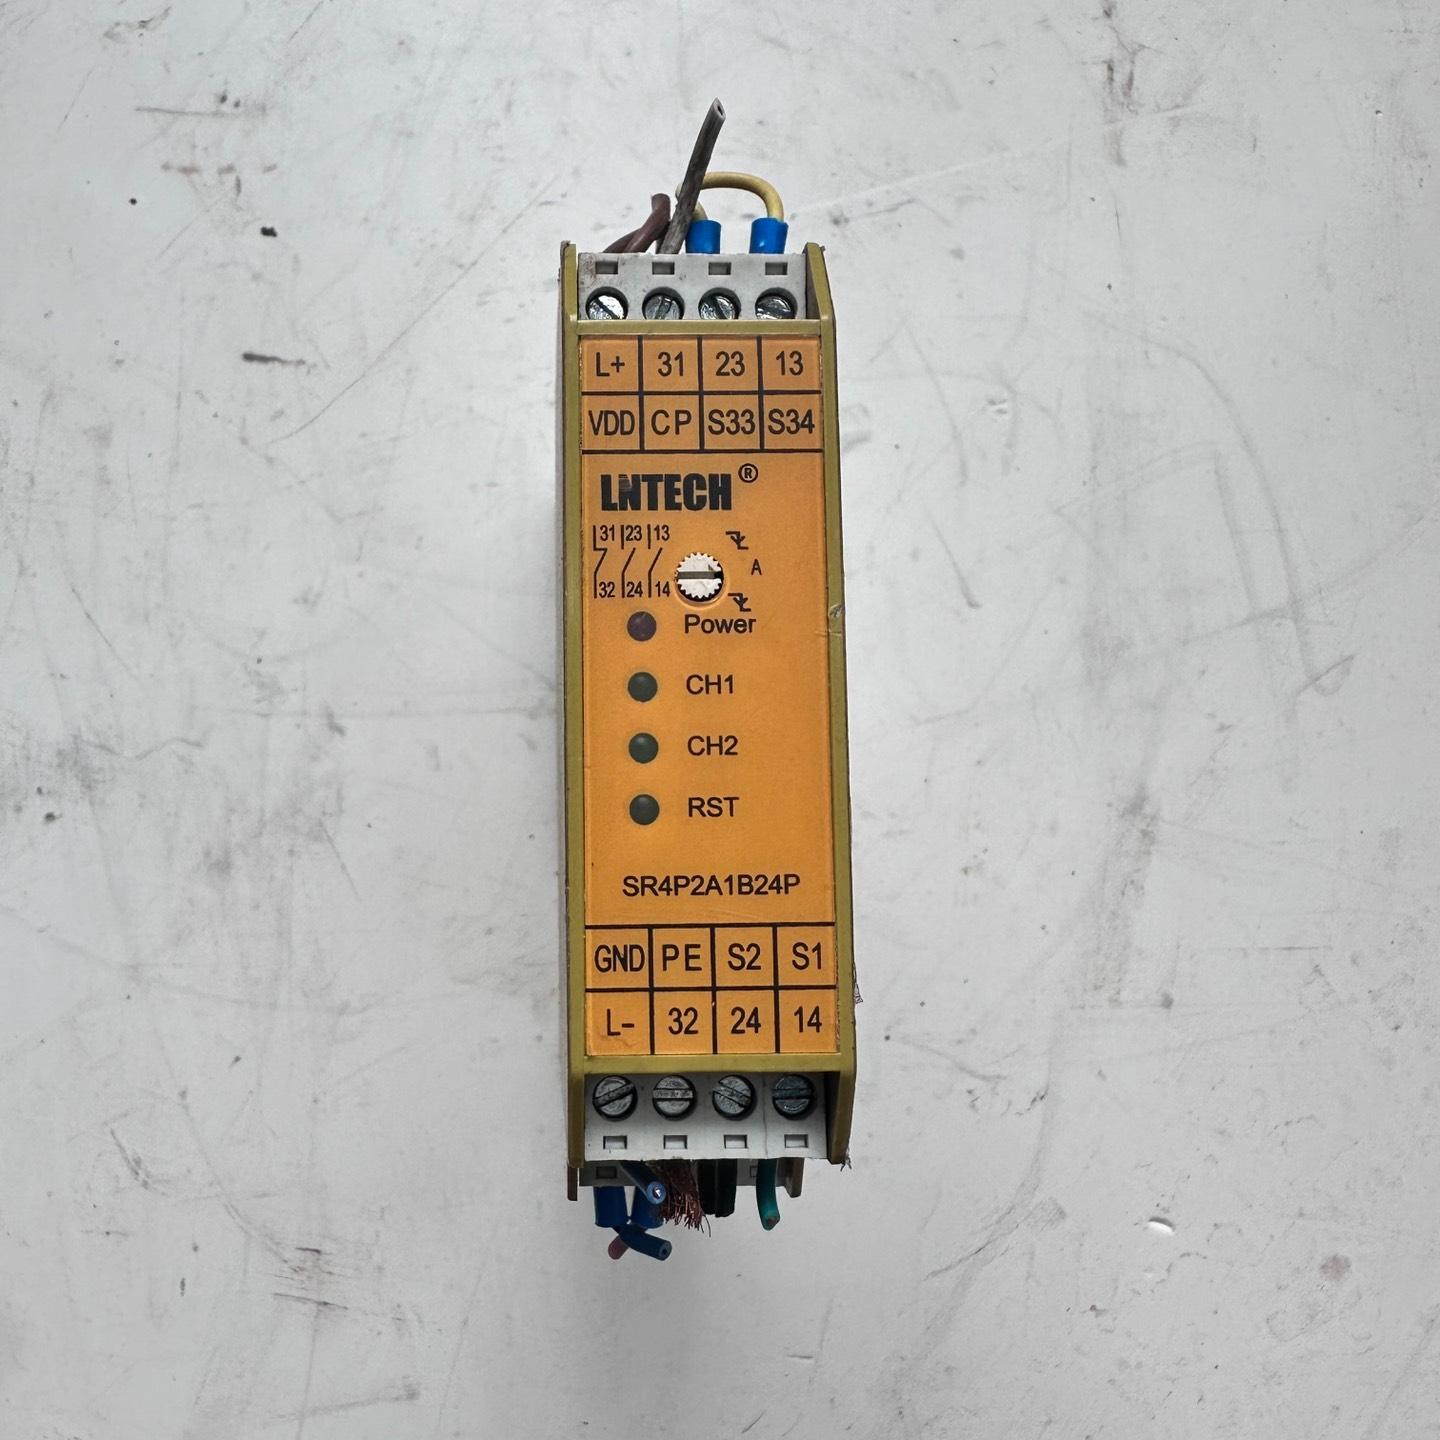 L+ 31 23 13
VDD CP S33 S34
LNTECH®
31 23 13
A
32 24 14
Power
CH1
CH2
RST
SR4P2A1B24P
GND PE S2 S1
L- 32 24 14